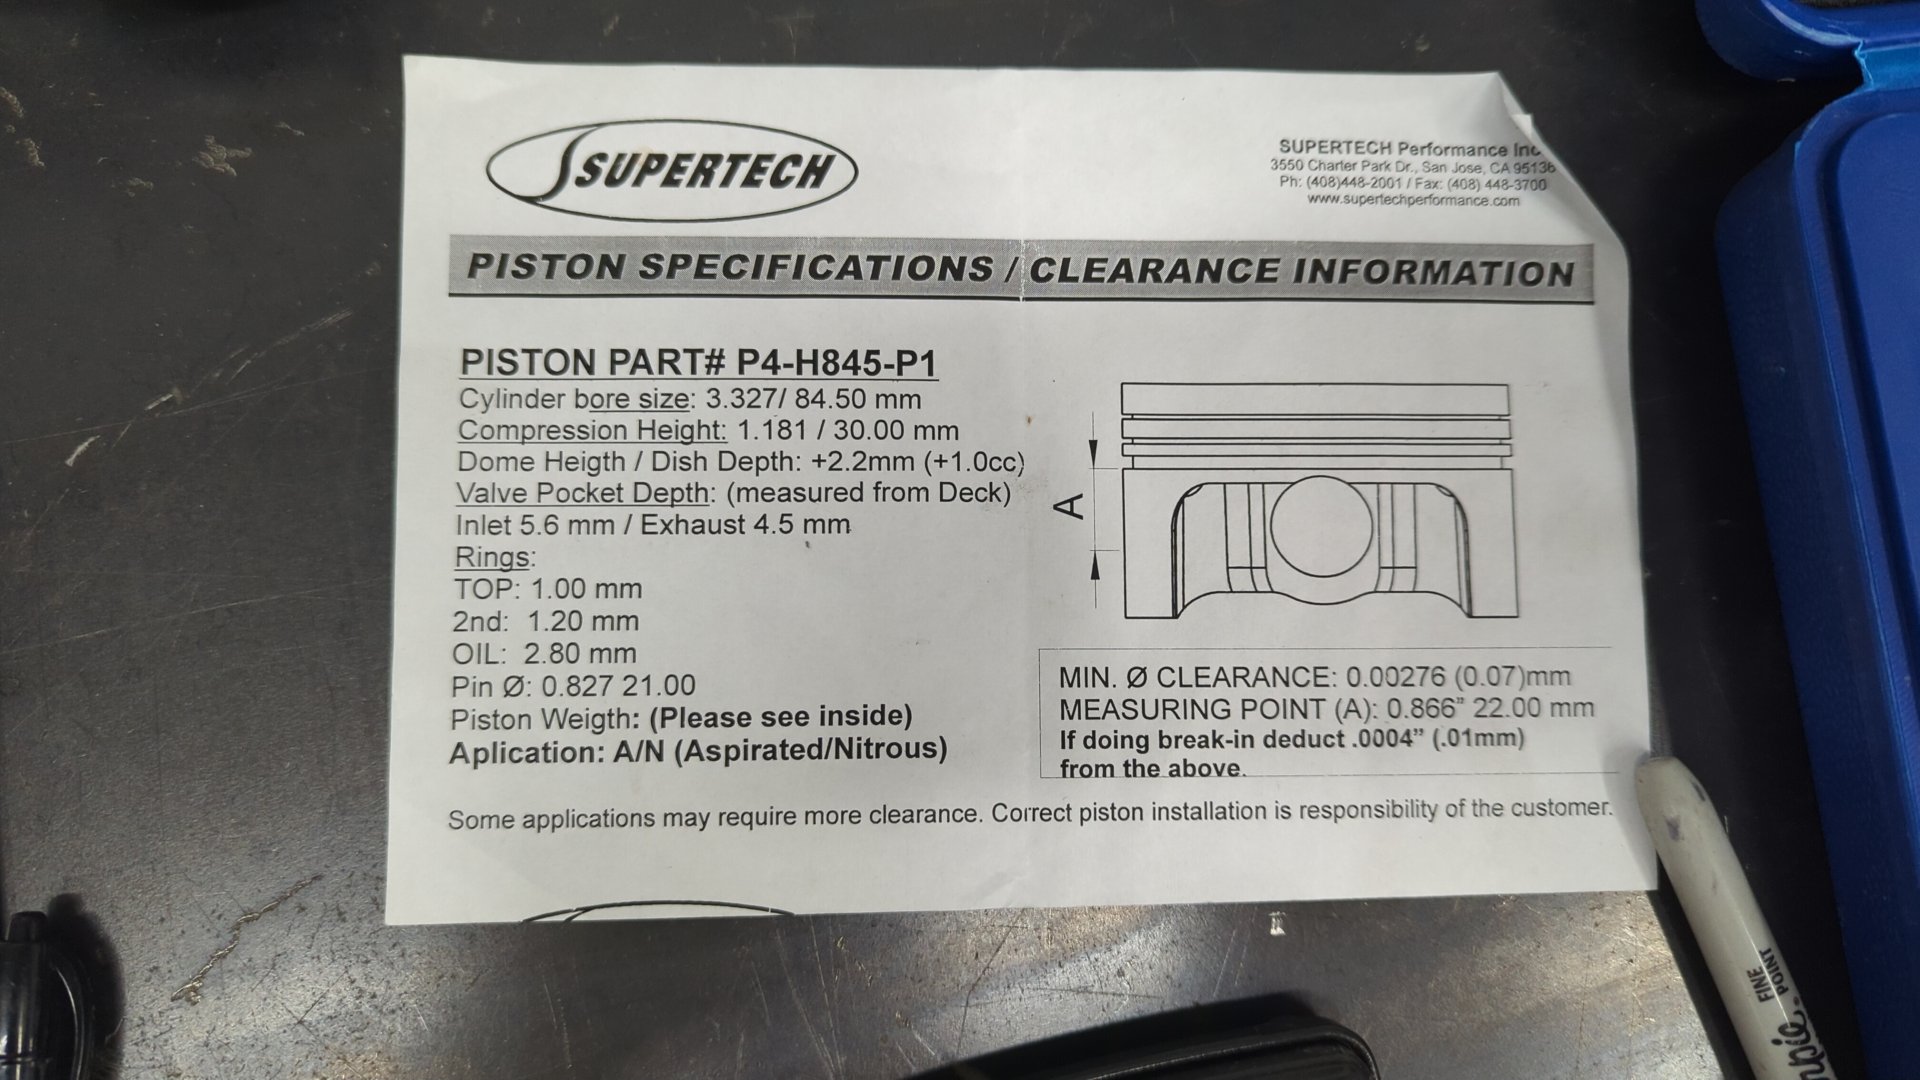 SUPERTECH
SUPERTECH Performance Inc
3550 Charter Park Dr., San Jose, CA 95136
Ph: (408)448-2001 / Fax: (408) 448-3700
www.supertechperformance.com
PISTON SPECIFICATIONS / CLEARANCE INFORMATION
PISTON PART# P4-H845-P1
Cylinder bore size: 3.327/ 84.50 mm
Compression Height: 1.181 / 30.00 mm
Dome Heigth / Dish Depth: +2.2mm (+1.0cc)
Valve Pocket Depth: (measured from Deck)
Inlet 5.6 mm / Exhaust 4.5 mm
Rings:
TOP: 1.00 mm
2nd: 1.20 mm
OIL: 2.80 mm
Pin Ø: 0.827 21.00
Piston Weigth: (Please see inside)
Aplication: A/N (Aspirated/Nitrous)
A
MIN. Ø CLEARANCE: 0.00276 (0.07)mm
MEASURING POINT (A): 0.866” 22.00 mm
If doing break-in deduct .0004” (.01mm)
from the above.
Some applications may require more clearance. Correct piston installation is responsibility of the customer.
FINE
POINT